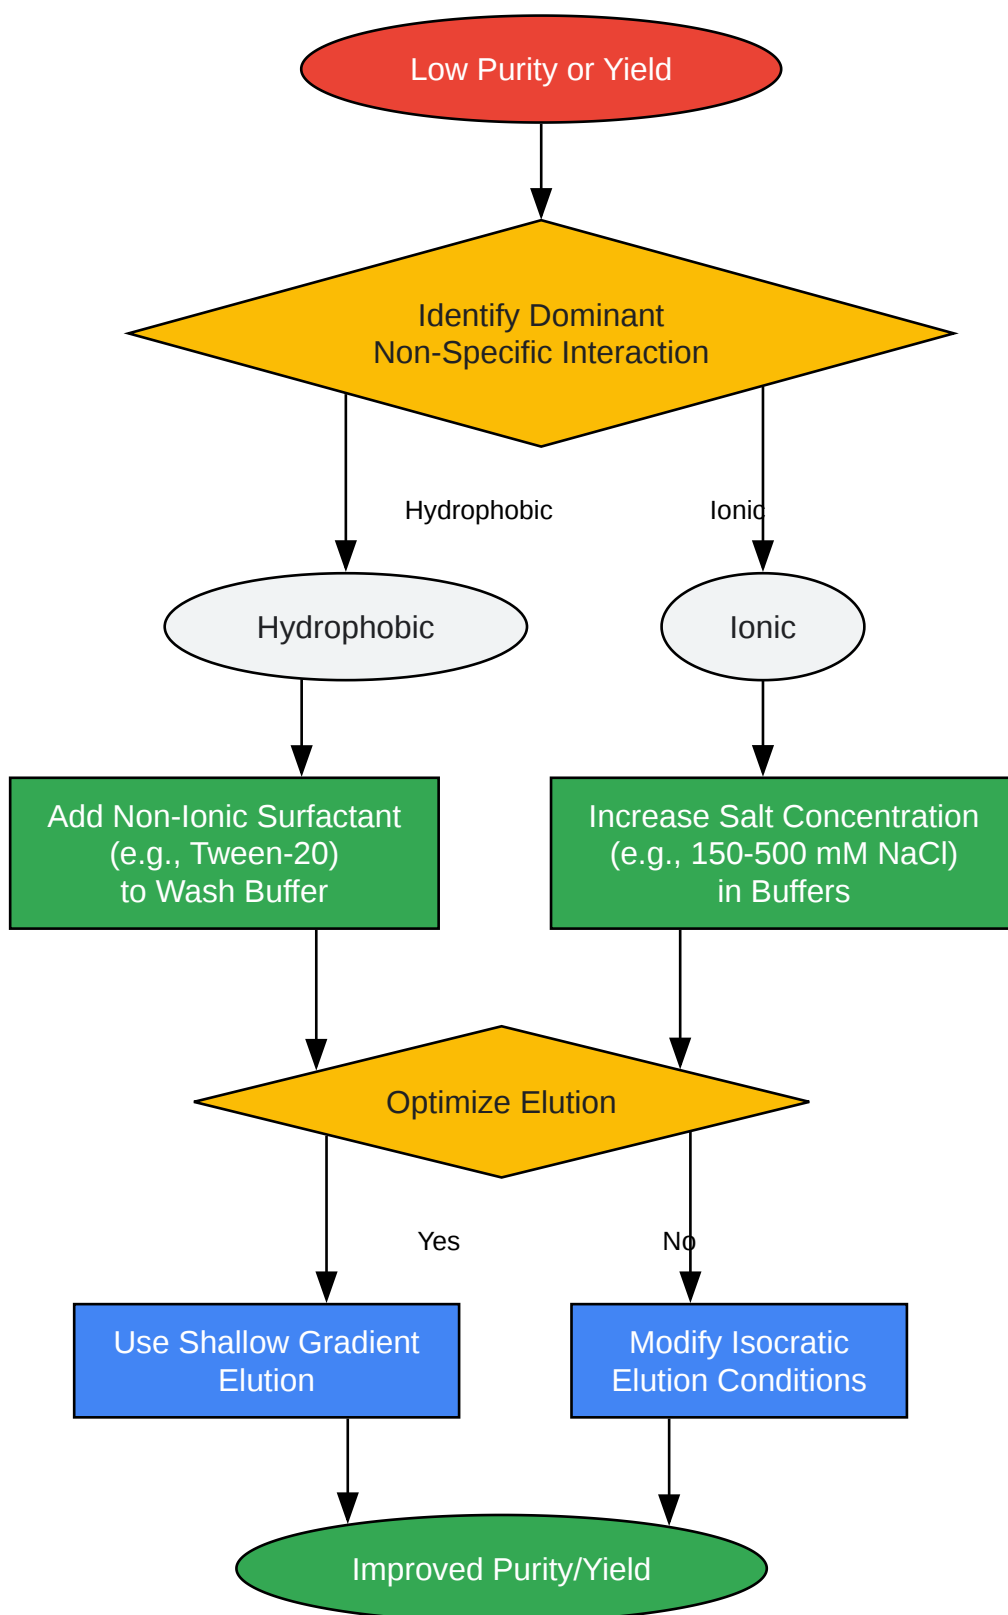 Low Purity or Yield
Identify Dominant
Non-Specific Interaction
Hydrophobic
Ionic
Hydrophobic
Ionic
Add Non-Ionic Surfactant
(e.g., Tween-20)
to Wash Buffer
Increase Salt Concentration
(e.g., 150-500 mM NaCl)
in Buffers
Optimize Elution
Yes
No
Use Shallow Gradient
Elution
Modify Isocratic
Elution Conditions
Improved Purity/Yield